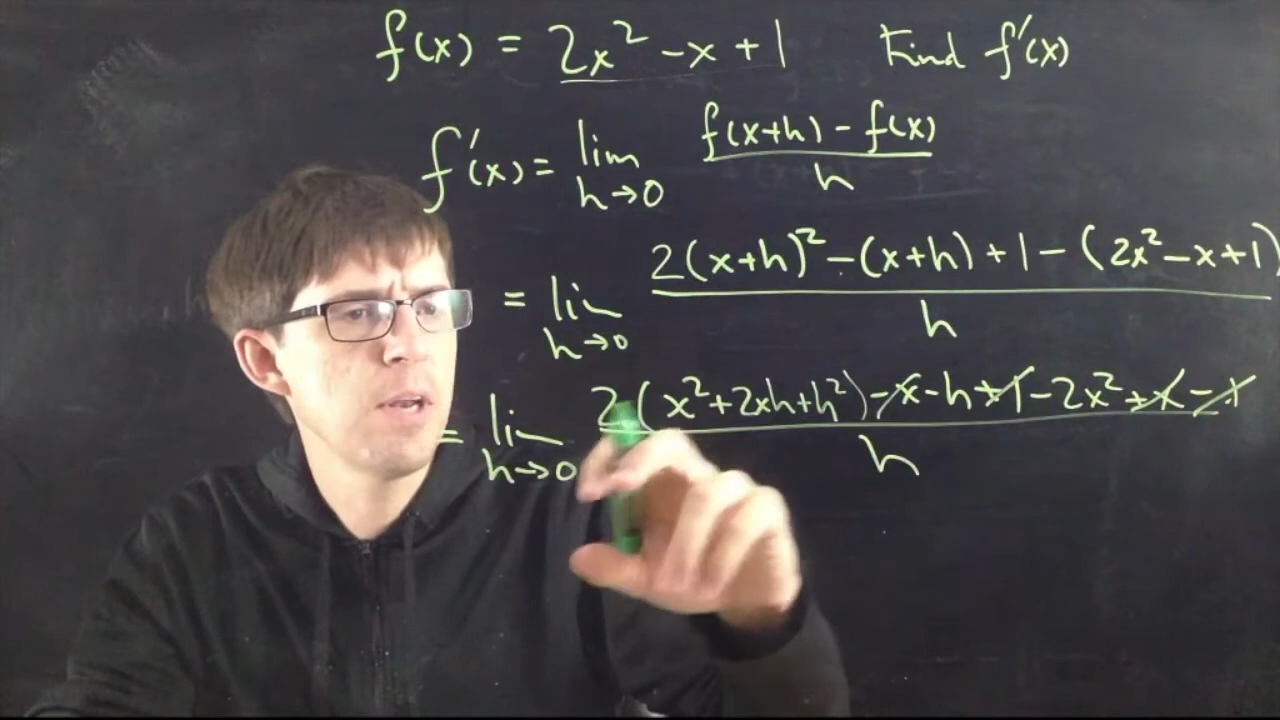 f(x) = 2x² - x + 1 Find f'(x)
f'(x) = lim h→0 f(x+h) - f(x) / h
= lim h→0 2(x+h)² - (x+h) + 1 - (2x² - x + 1) / h
= lim h→0 2(x² + 2xh + h²) - x - h + 1 - 2x² + x - 1 / h